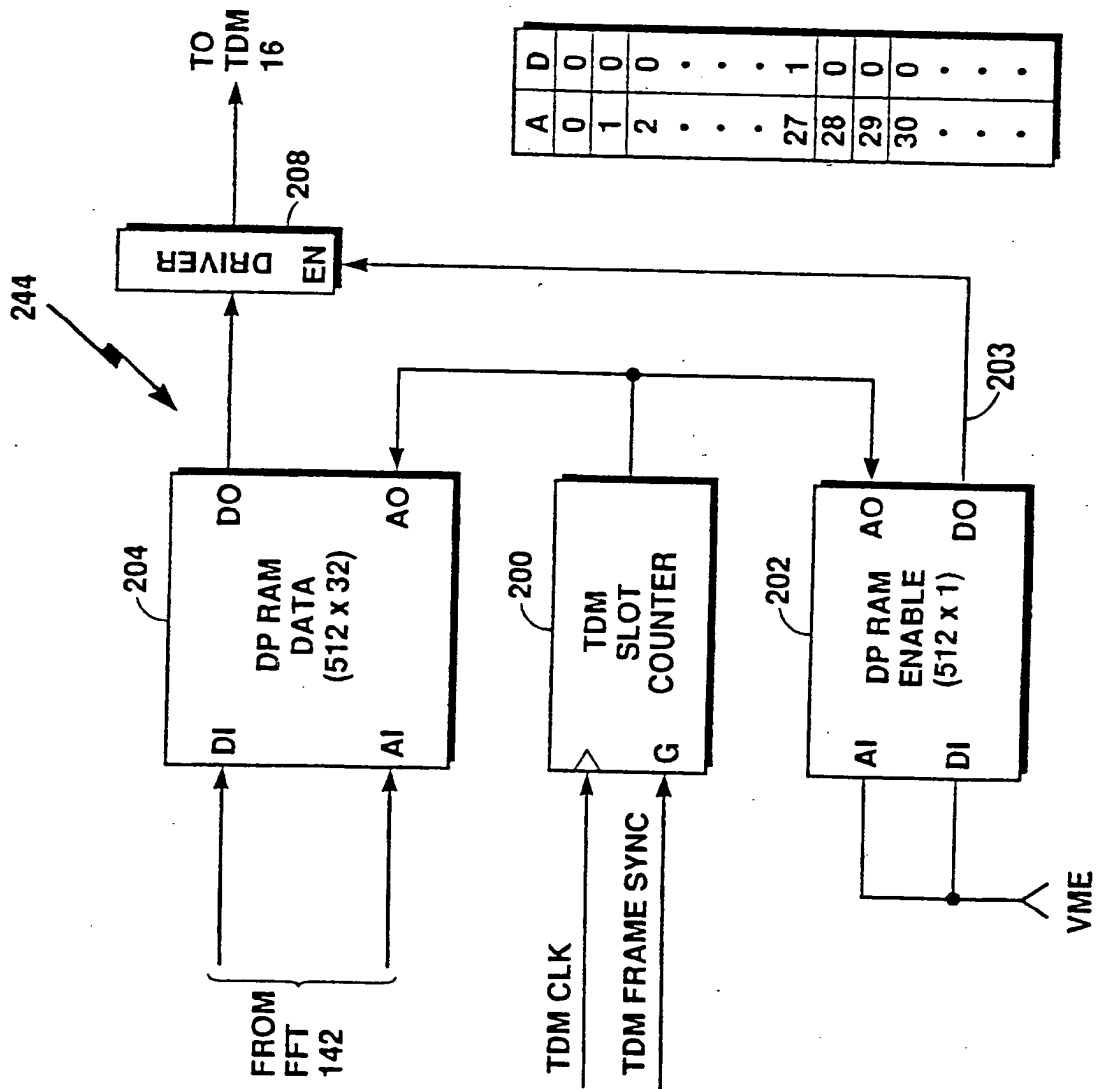 244
FROM
FFT
142
DI
AI
DP RAM
DATA
(512 x 32)
DO
AO
204
DRIVER
EN
208
TO
TDM
16
TDM CLK
TDM FRAME SYNC
G
TDM
SLOT
COUNTER
200
VME
AI
DI
DP RAM
ENABLE
(512 x 1)
AO
DO
202
203
A D
0 0
1 0
2 0
· ·
· ·
· ·
27 1
28 0
29 0
30 0
· ·
· ·
· ·